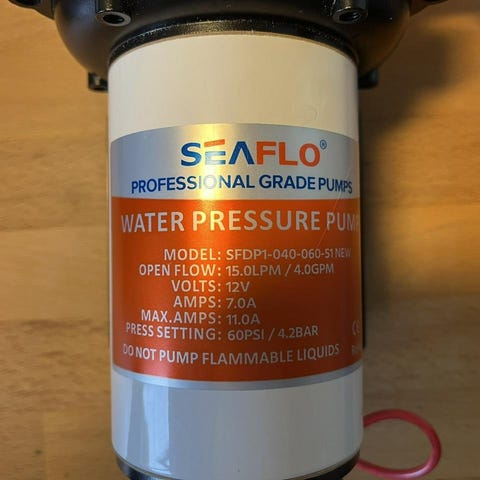 SEAFLO®
PROFESSIONAL GRADE PUMPS
WATER PRESSURE PUM
MODEL: SFDP1-040-060-51 NEW
OPEN FLOW: 15.0LPM / 4.0GPM
VOLTS: 12V
AMPS: 7.0A
MAX.AMPS: 11.0A
PRESS SETTING: 60PSI / 4.2BAR
DO NOT PUMP FLAMMABLE LIQUIDS